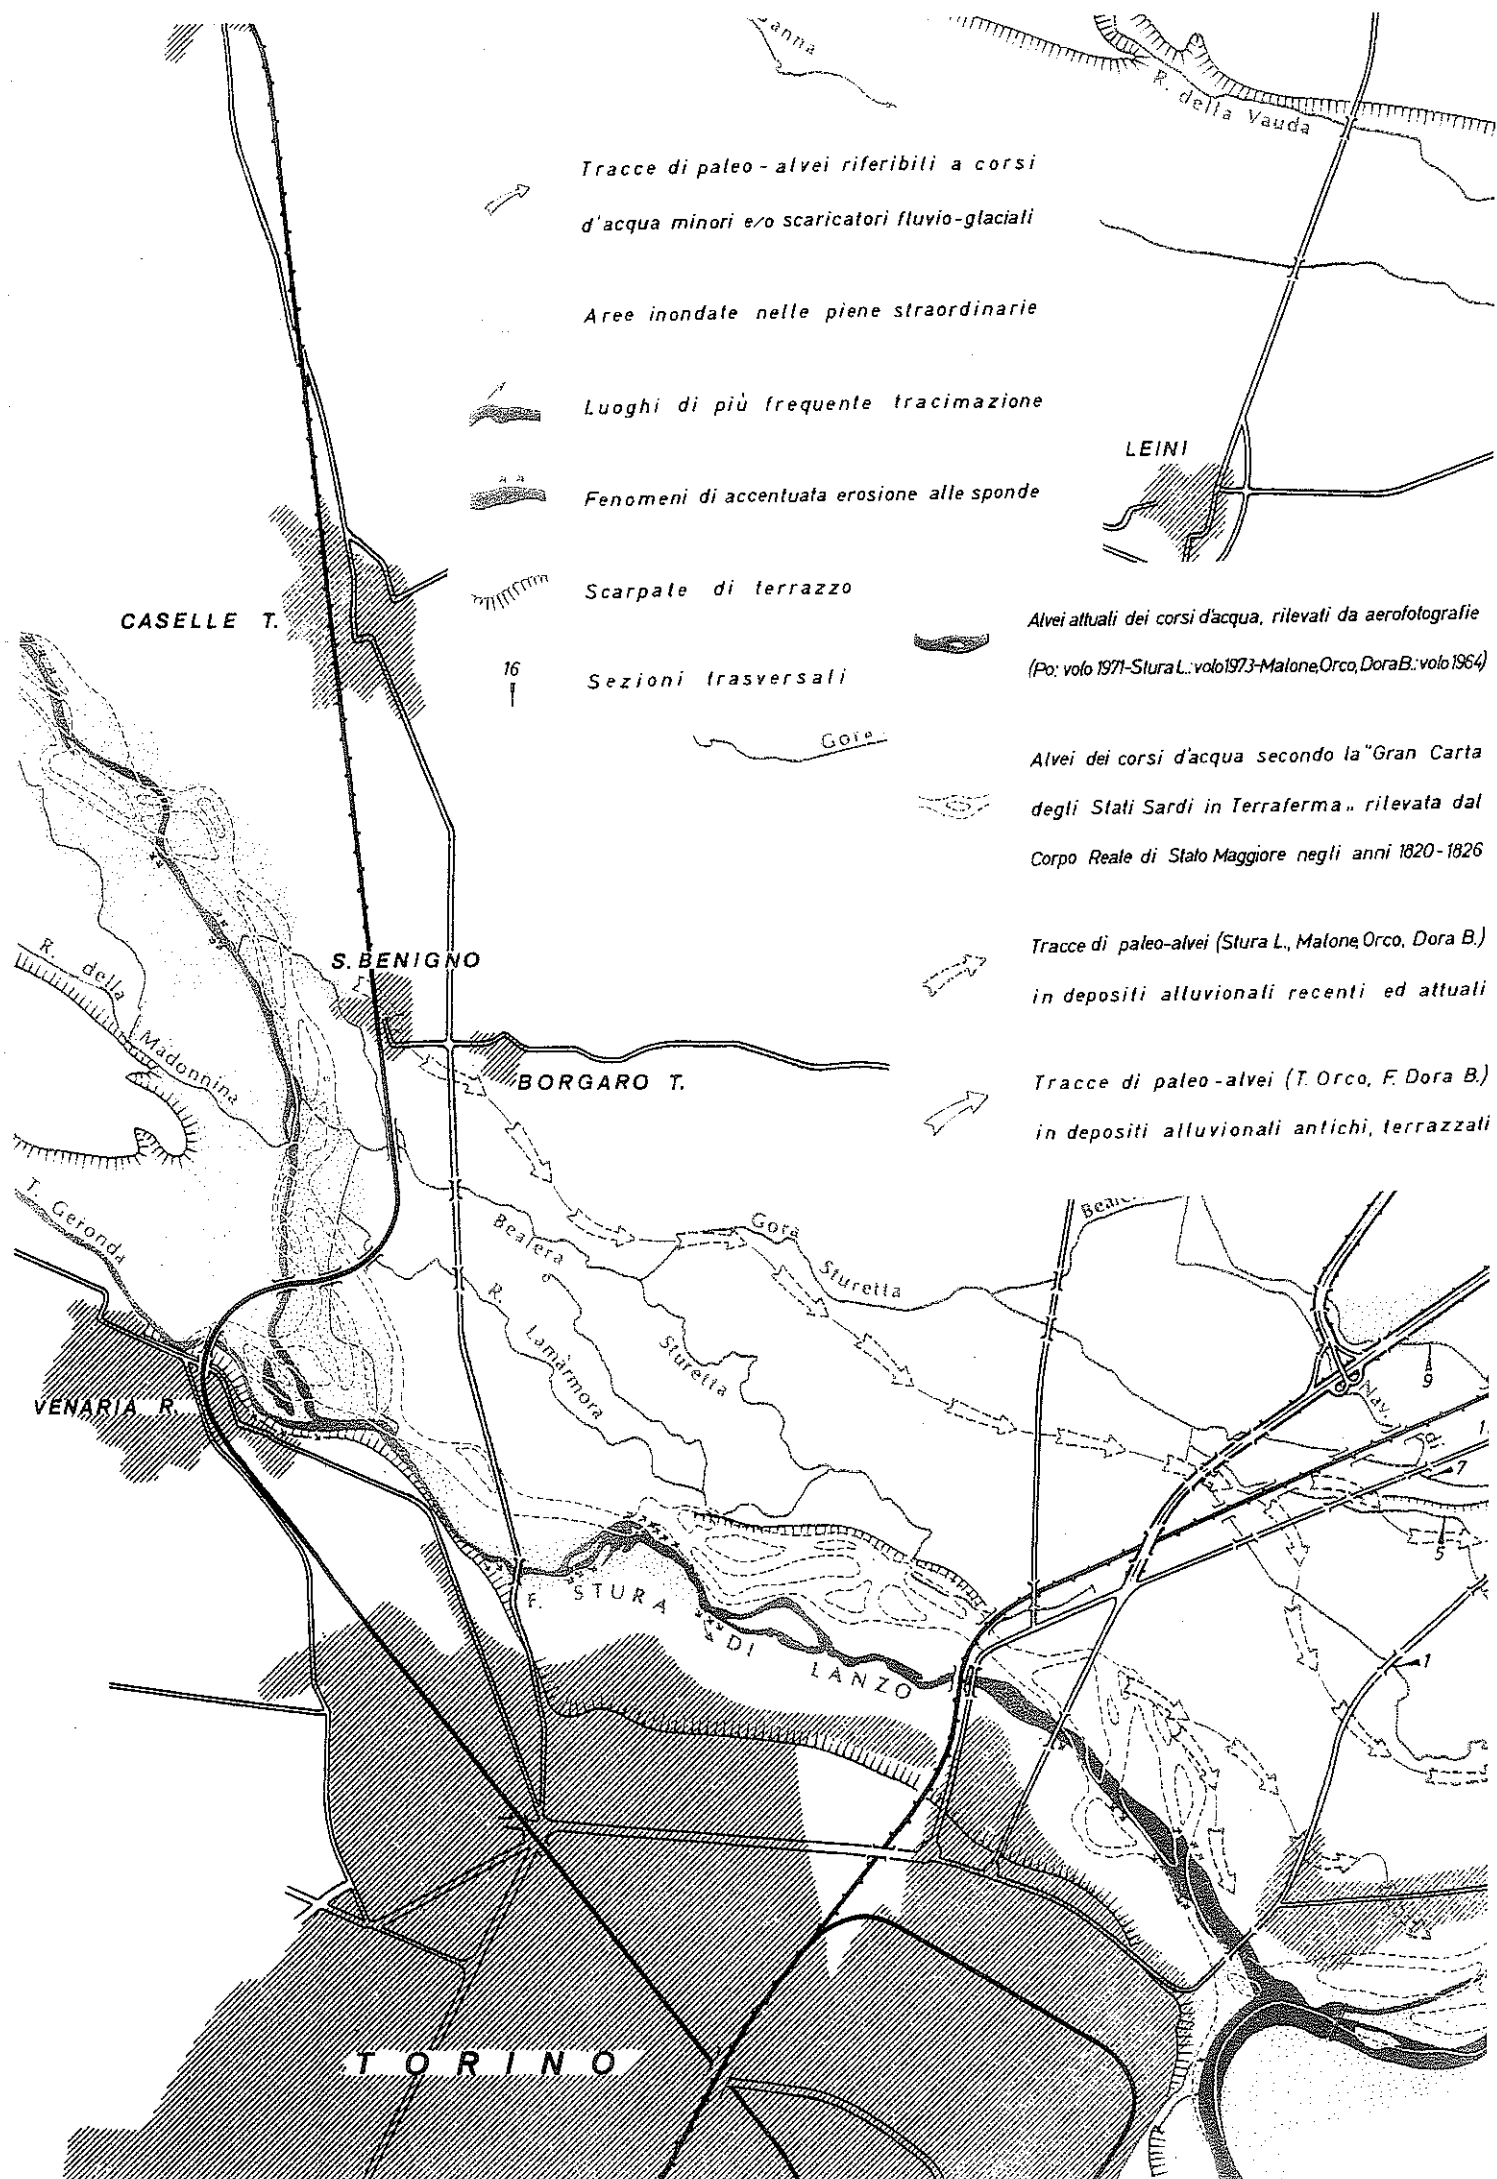 R. della Vauda
Tracce di paleo-alvei riferibili a corsi
d'acqua minori e/o scaricatori fluvio-glaciali
Aree inondate nelle piene straordinarie
Luoghi di più frequente tracimazione
LEINI
Fenomeni di accentuata erosione alle sponde
Scarpate di terrazzo
CASELLE T.
Alvei attuali dei corsi d'acqua, rilevati da aerofotografie
(Po: volo 1971-Stura L.: volo 1973-Malone, Orco, Dora B.: volo 1964)
16
Sezioni trasversali
Gora
Alvei dei corsi d'acqua secondo la "Gran Carta
degli Stati Sardi in Terraferma„ rilevata dal
Corpo Reale di Stato Maggiore negli anni 1820-1826
R. della
Madonnina
S. BENIGNO
Tracce di paleo-alvei (Stura L., Malone, Orco, Dora B.)
in depositi alluvionali recenti ed attuali
BORGARO T.
Tracce di paleo-alvei (T. Orco, F. Dora B.)
in depositi alluvionali antichi, terrazzati
T. Geronda
Bealera
o
Sturetta
Gora
Sturetta
R. Lamarmora
VENARIA R.
9
Nav. di
7
5
F. STURA DI LANZO
1
TORINO